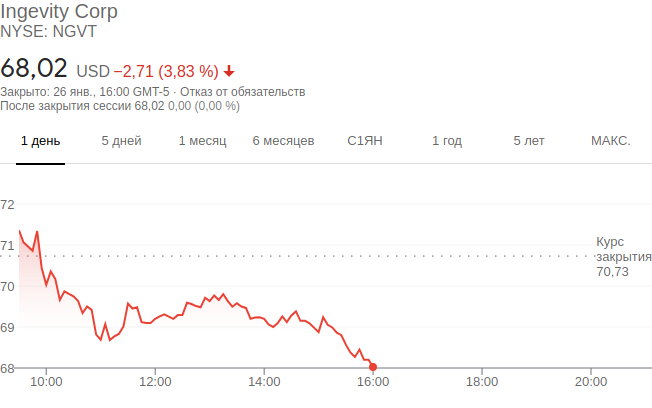 Ingevity Corp
NYSE: NGVT
68,02 USD −2,71 (3,83 %)
Закрыто: 26 янв., 16:00 GMT-5 · Отказ от обязательств
После закрытия сессии 68,02 0,00 (0,00 %)
1 день 5 дней 1 месяц 6 месяцев С1ЯН 1 год 5 лет МАКС.
72
71
70
69
68
Курс
закрытия
70,73
10:00 12:00 14:00 16:00 18:00 20:00